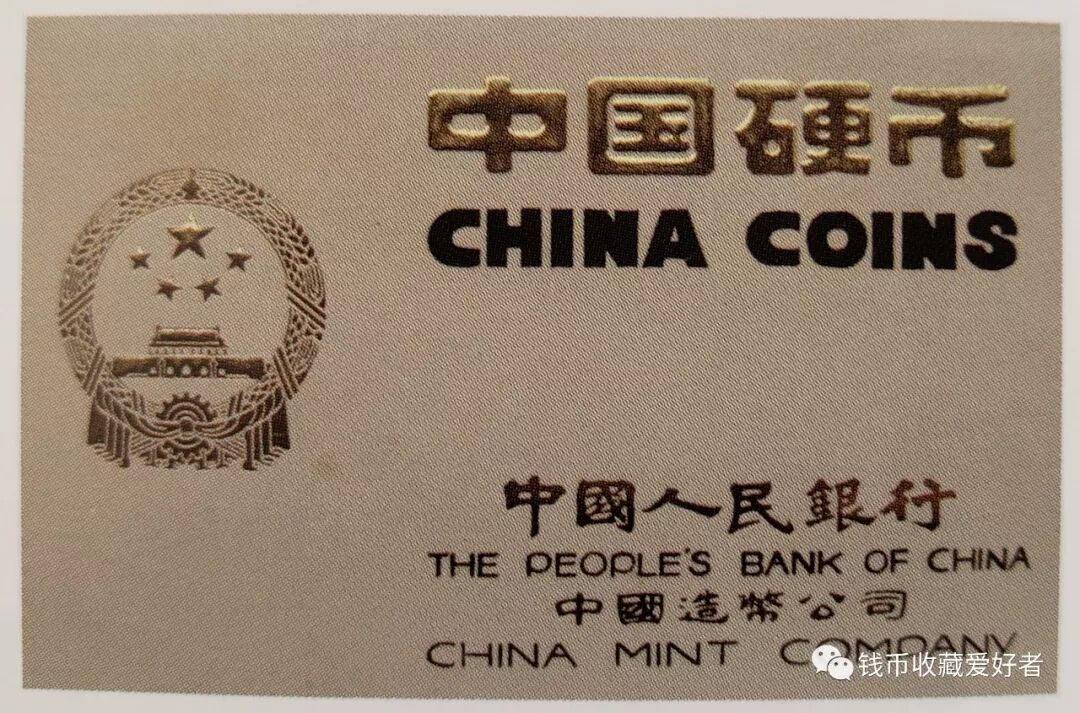 中国硬币
CHINA COINS
中國人民銀行
THE PEOPLE'S BANK OF CHINA
中國造幣公司
CHINA MINT COMPANY
钱币收藏爱好者